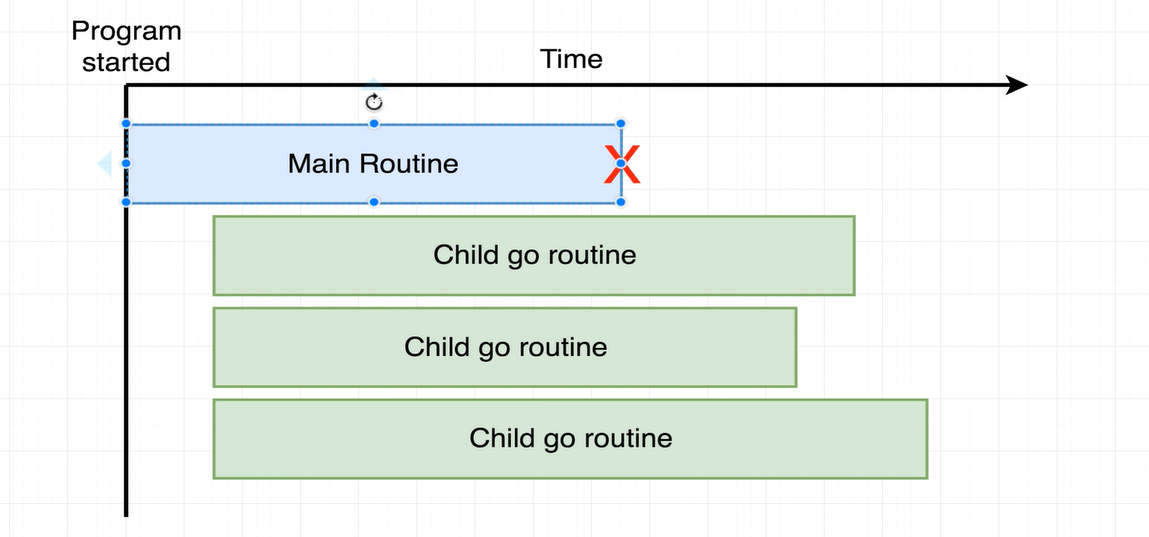 Program
started
Time
Main Routine
X
Child go routine
Child go routine
Child go routine